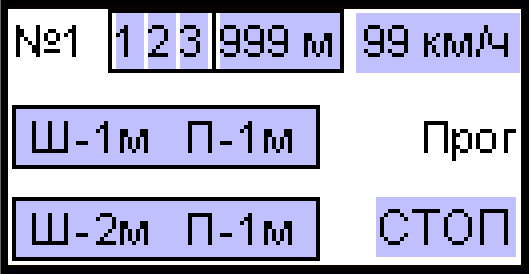 №1 1 2 3 999 м 99 км/ч
Ш-1м П-1м Прог
Ш-2м П-1м СТОП